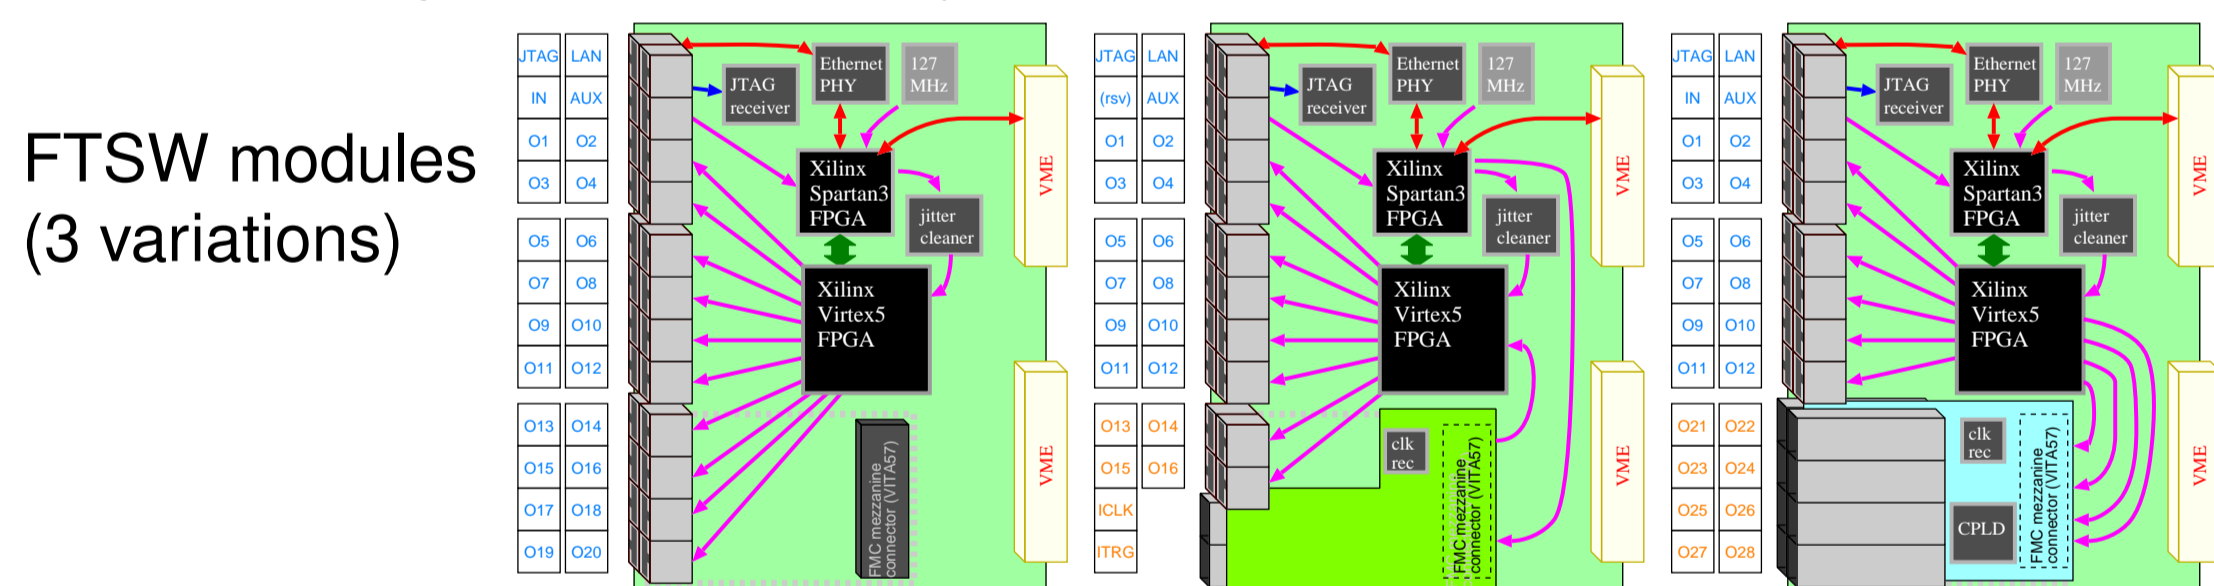 FTSW modules
(3 variations)
JTAG LAN
IN AUX
O1 O2
O3 O4
O5 O6
O7 O8
O9 O10
O11 O12
O13 O14
O15 O16
O17 O18
O19 O20
JTAG
receiver
Ethernet
PHY
127
MHz
Xilinx
Spartan3
FPGA
jitter
cleaner
Xilinx
Virtex5
FPGA
FMC mezzanine
connector (VITA57)
VME
VME
JTAG LAN
(rsv) AUX
O1 O2
O3 O4
O5 O6
O7 O8
O9 O10
O11 O12
O13 O14
O15 O16
ICLK
ITRG
JTAG
receiver
Ethernet
PHY
127
MHz
Xilinx
Spartan3
FPGA
jitter
cleaner
Xilinx
Virtex5
FPGA
clk
rec
FMC mezzanine
connector (VITA57)
VME
VME
JTAG LAN
IN AUX
O1 O2
O3 O4
O5 O6
O7 O8
O9 O10
O11 O12
O21 O22
O23 O24
O25 O26
O27 O28
JTAG
receiver
Ethernet
PHY
127
MHz
Xilinx
Spartan3
FPGA
jitter
cleaner
Xilinx
Virtex5
FPGA
clk
rec
CPLD
FMC mezzanine
connector (VITA57)
VME
VME